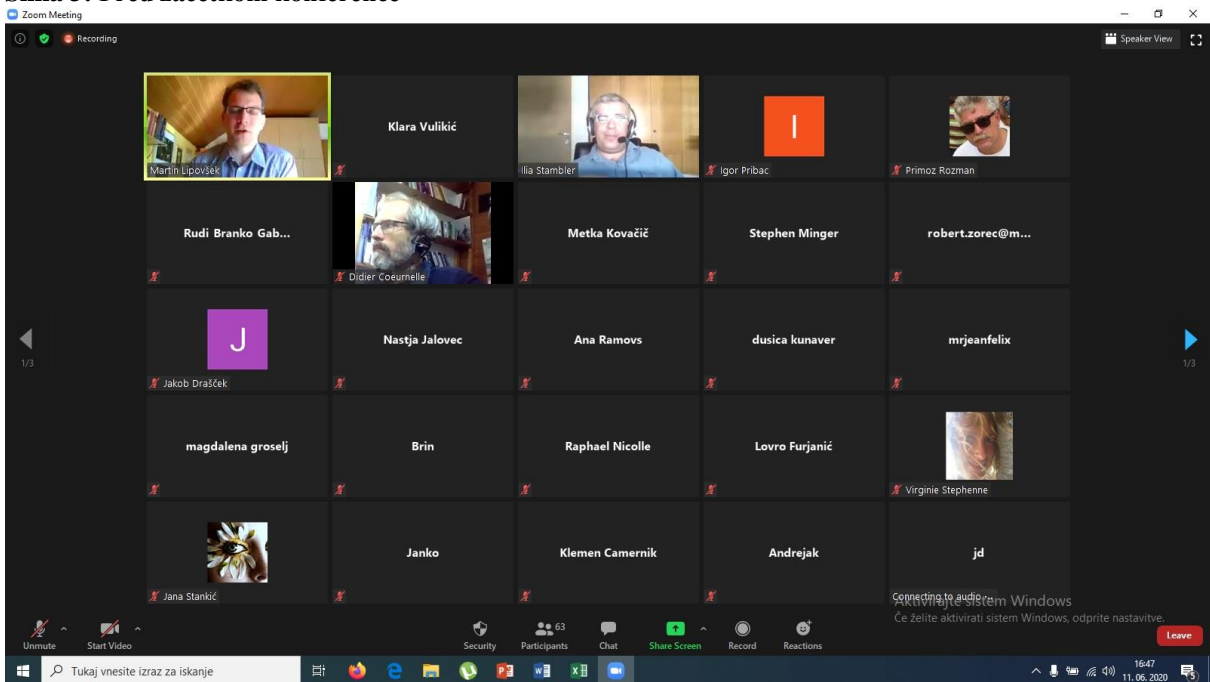 Zoom Meeting
Recording
Speaker View
Martin Lipovšek
Klara Vulikić
Ilia Stambler
I
Igor Pribac
Primoz Rozman
Rudi Branko Gab...
Didier Coeurnelle
Metka Kovačič
Stephen Minger
robert.zorec@m...
1/3
J
Jakob Drašček
Nastja Jalovec
Ana Ramovs
dusica kunaver
mrjeanfelix
1/3
magdalena groselj
Brin
Raphael Nicolle
Lovro Furjanić
Virginie Stephenne
Jana Stankić
Janko
Klemen Camernik
Andrejak
jd
Connecting to audio ...
Aktivirajte sistem Windows
Če želite aktivirati sistem Windows, odprite nastavitve.
Unmute
Start Video
Security
Participants
63
Chat
Share Screen
Record
Reactions
Leave
Tukaj vnesite izraz za iskanje
16:47
11. 06. 2020
5